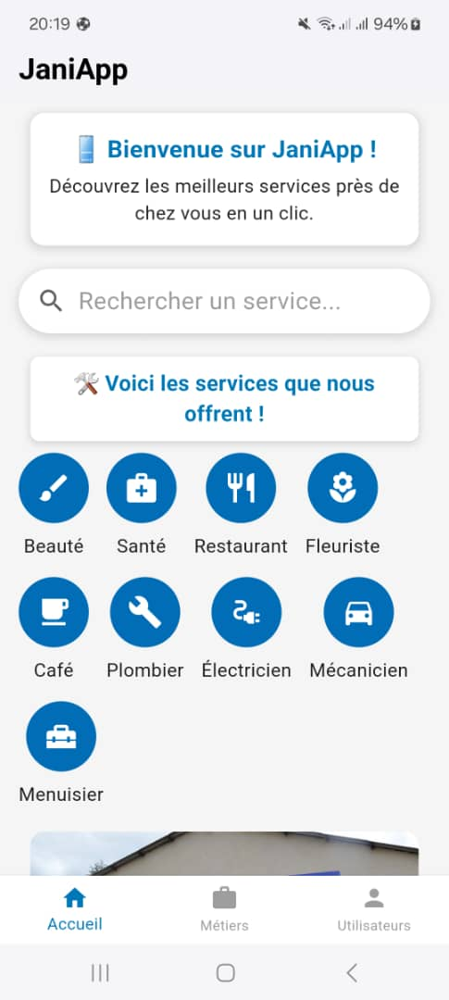 20:19 94%
JaniApp
Bienvenue sur JaniApp !
Découvrez les meilleurs services près de
chez vous en un clic.
Rechercher un service...
Voici les services que nous
offrent !
Beauté Santé Restaurant Fleuriste
Café Plombier Électricien Mécanicien
Menuisier
Accueil Métiers Utilisateurs